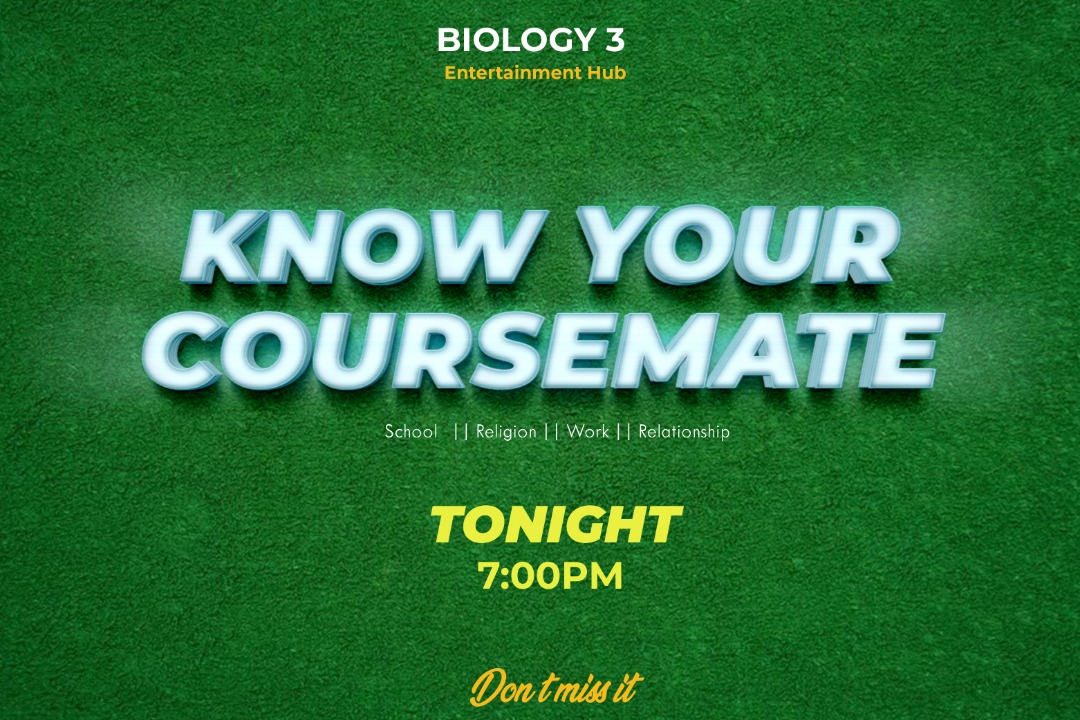 BIOLOGY 3
Entertainment Hub
KNOW YOUR
COURSEMATE
School || Religion || Work || Relationship
TONIGHT
7:00PM
Don t miss it